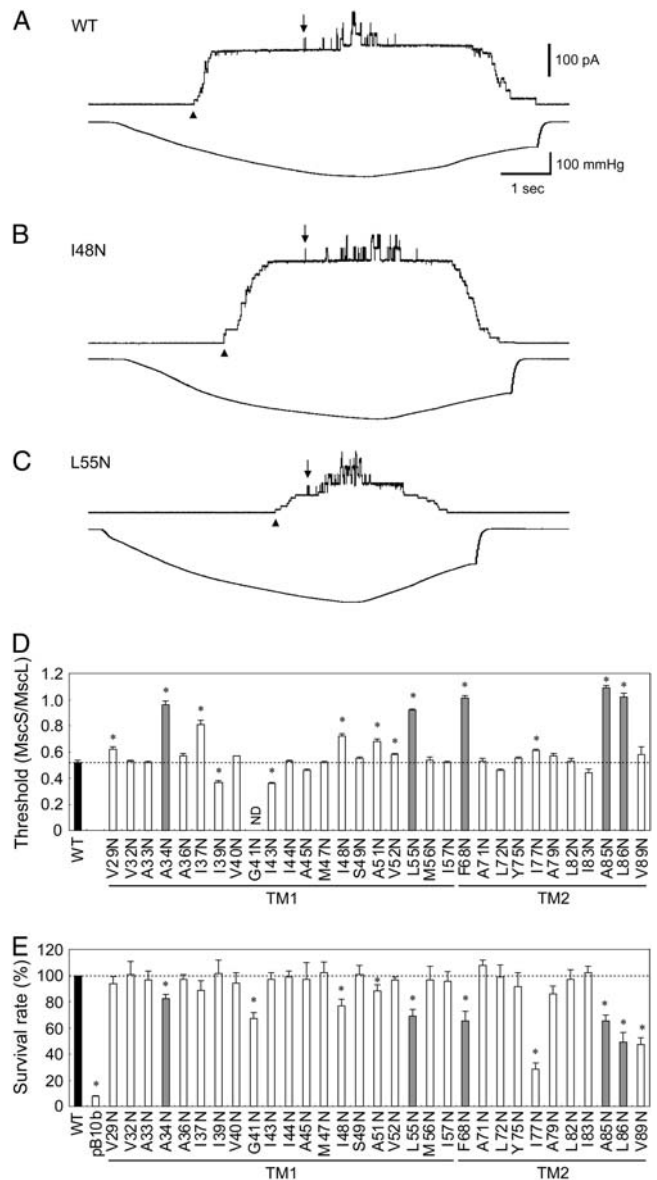 A
WT
100 pA
100 mmHg
1 sec
B
I48N
C
L55N
D
Threshold (MscS/MscL)
1.2
1.0
0.8
0.6
0.4
0.2
0
* * * * * ND * * * * * * * * *
WT V29N V32N A33N A34N A36N I37N I39N V40N G41N I43N I44N A45N M47N I48N S49N A51N V52N L55N M56N I57N F68N A71N L72N Y75N I77N A79N L82N I83N A85N L86N V89N
TM1 TM2
E
Survival rate (%)
120
100
80
60
40
20
0
* * * * * * * * * * *
WT pB10b V29N V32N A33N A34N A36N I37N I39N V40N G41N I43N I44N A45N M47N I48N S49N A51N V52N L55N M56N I57N F68N A71N L72N Y75N I77N A79N L82N I83N A85N L86N V89N
TM1 TM2